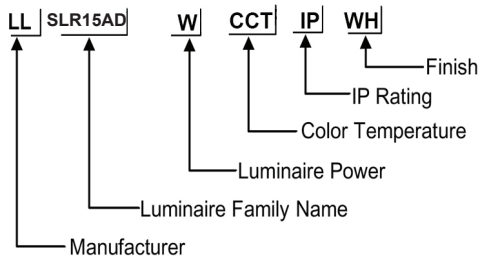 LL SLR15AD W CCT IP WH
Finish
IP Rating
Color Temperature
Luminaire Power
Luminaire Family Name
Manufacturer